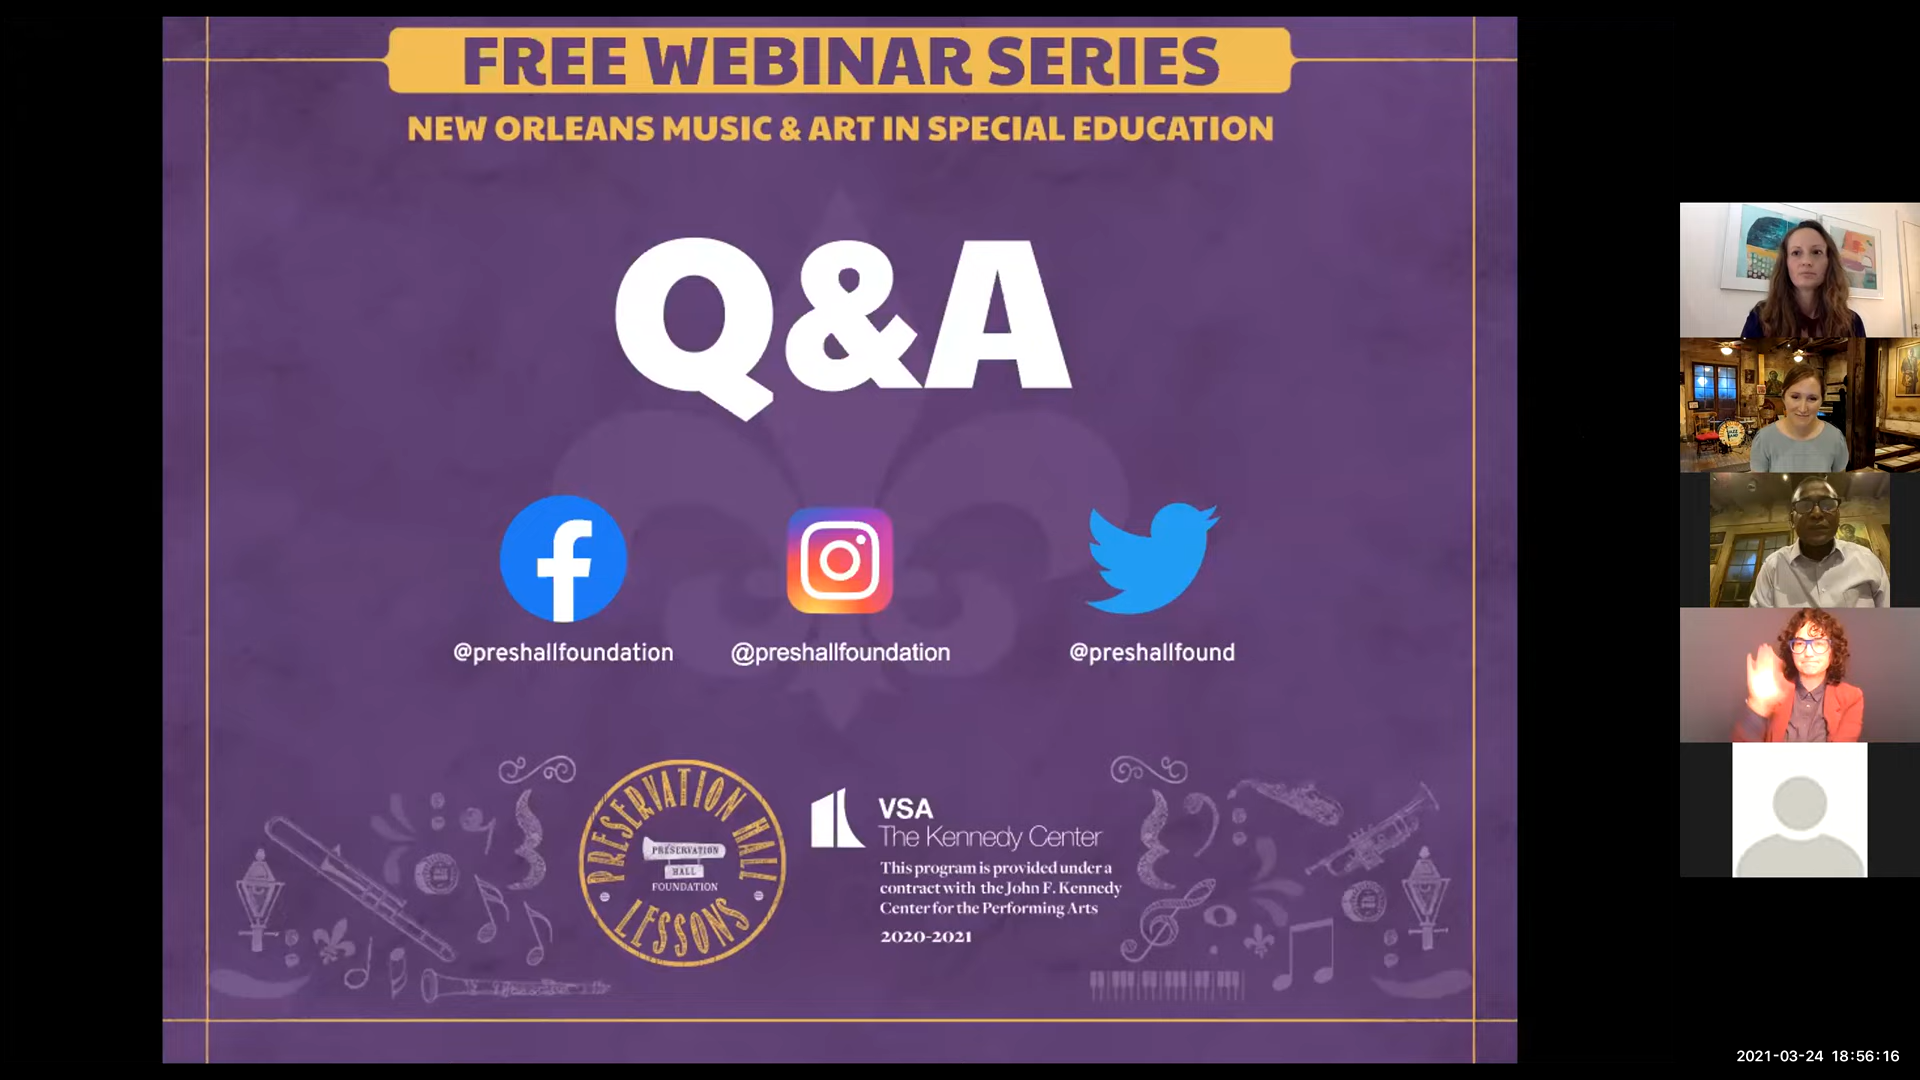 FREE WEBINAR SERIES
NEW ORLEANS MUSIC & ART IN SPECIAL EDUCATION
Q&A
@preshallfoundation
@preshallfoundation
@preshallfound
PRESERVATION HALL
PRESERVATION
HALL
FOUNDATION
LESSONS
VSA
The Kennedy Center
This program is provided under a
contract with the John F. Kennedy
Center for the Performing Arts
2020-2021
2021-03-24 18:56:16